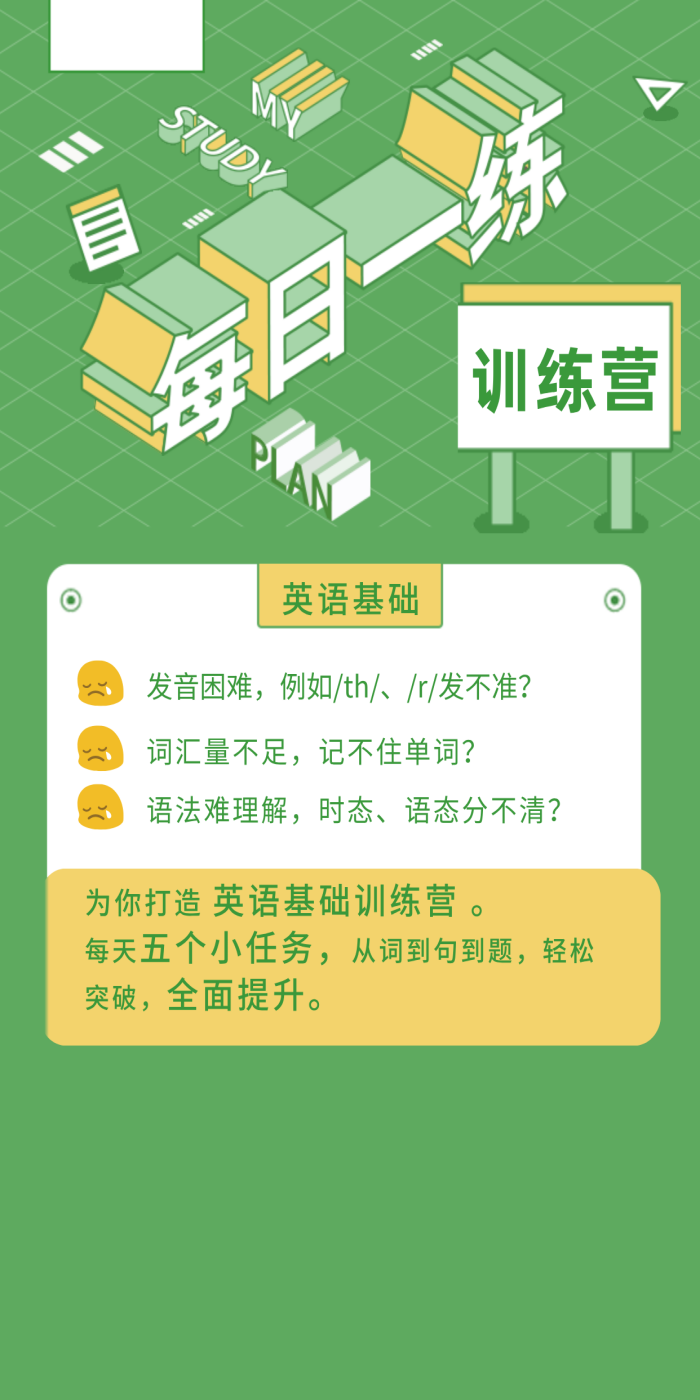 MY
STUDY
每日一练
训练营
PLAN
英语基础
发音困难，例如/th/、/r/发不准？
词汇量不足，记不住单词？
语法难理解，时态、语态分不清？
为你打造 英语基础训练营 。
每天五个小任务，从词到句到题，轻松
突破，全面提升。